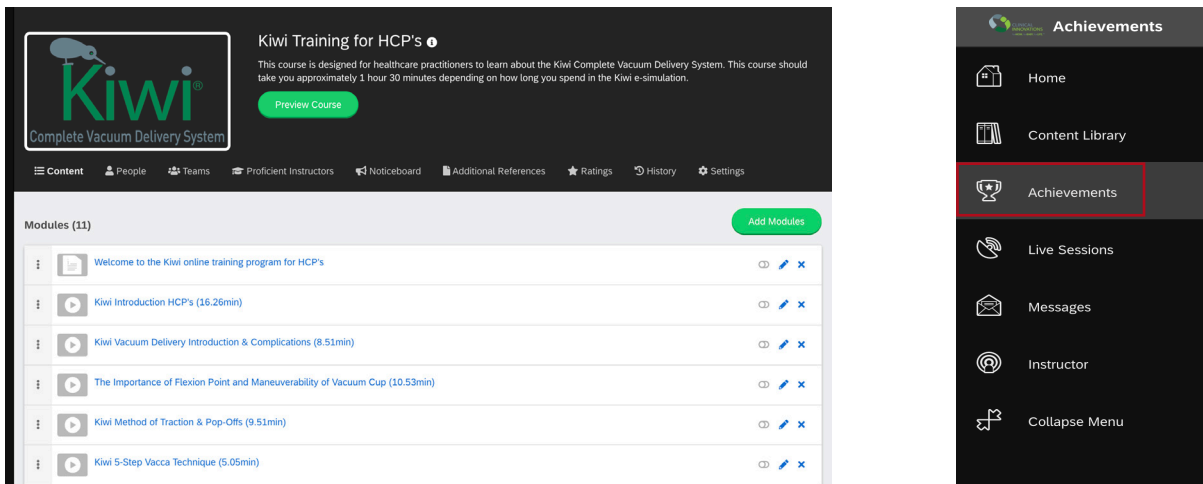 Kiwi®
Complete Vacuum Delivery System
Kiwi Training for HCP's
This course is designed for healthcare practitioners to learn about the Kiwi Complete Vacuum Delivery System. This course should
take you approximately 1 hour 30 minutes depending on how long you spend in the Kiwi e-simulation.
Preview Course
Content People Teams Proficient Instructors Noticeboard Additional References Ratings History Settings
Modules (11)
Add Modules
Welcome to the Kiwi online training program for HCP's
Kiwi Introduction HCP's (16.26min)
Kiwi Vacuum Delivery Introduction & Complications (8.51min)
The Importance of Flexion Point and Maneuverability of Vacuum Cup (10.53min)
Kiwi Method of Traction & Pop-Offs (9.51min)
Kiwi 5-Step Vacca Technique (5.05min)
Achievements
Home
Content Library
Achievements
Live Sessions
Messages
Instructor
Collapse Menu